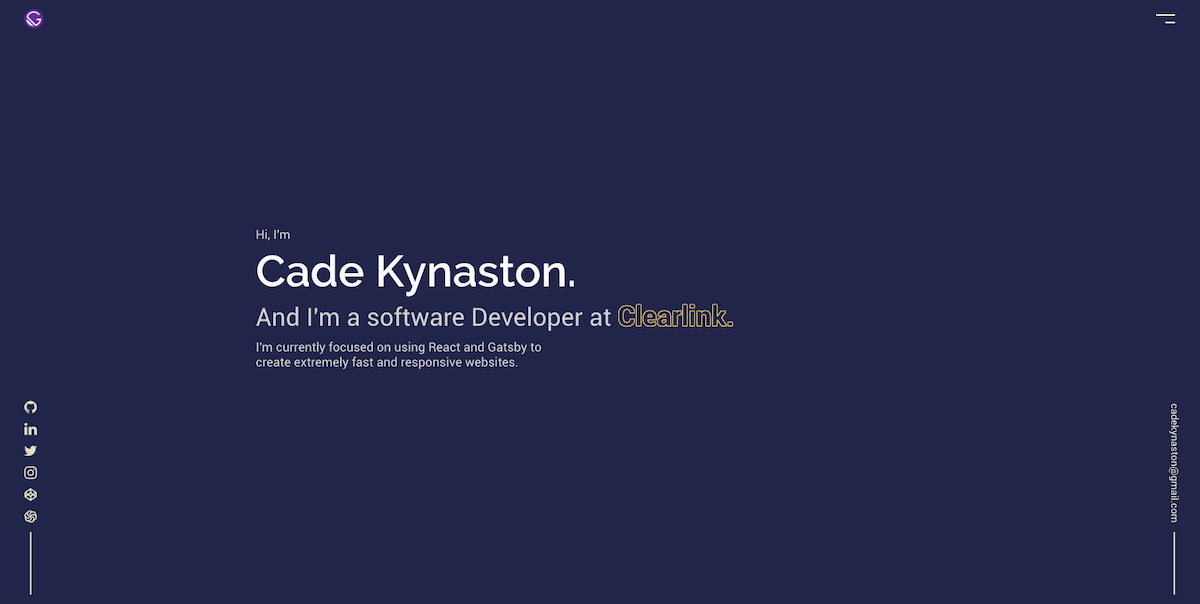 Hi, I'm
Cade Kynaston.
And I'm a software Developer at Clearlink.
I'm currently focused on using React and Gatsby to
create extremely fast and responsive websites.
cadekynaston@gmail.com